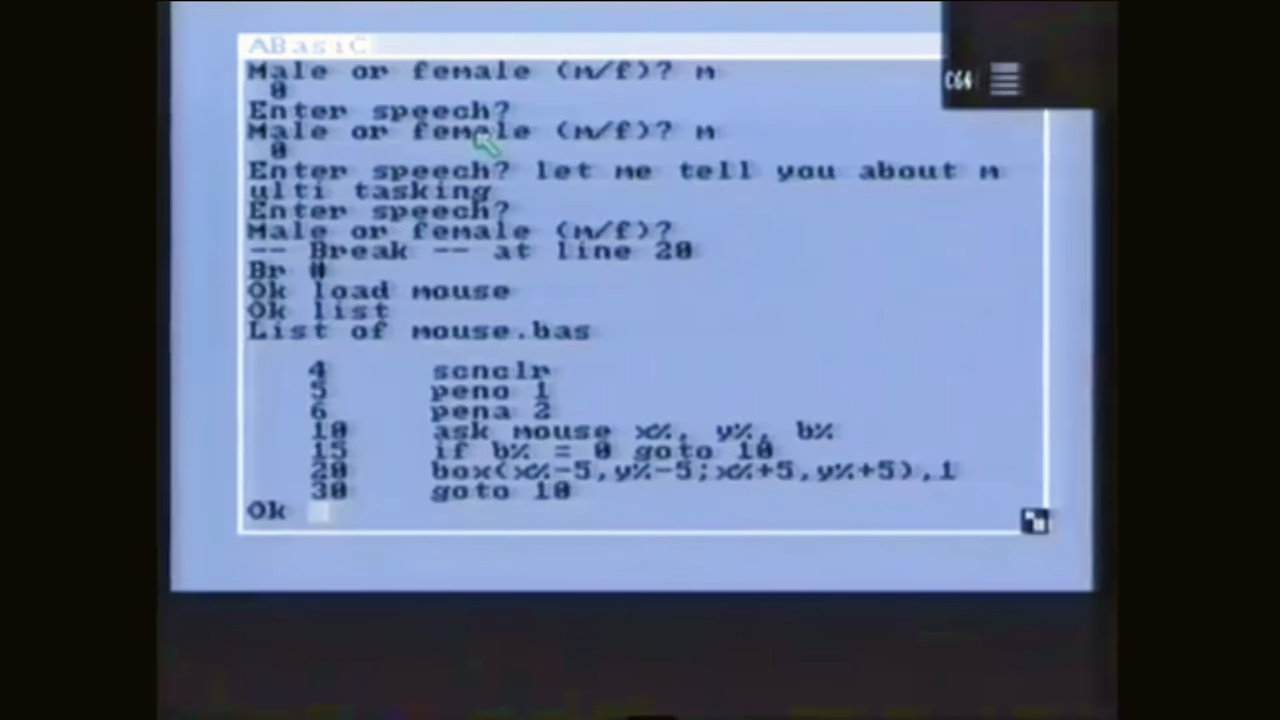 ABasiC
Male or female (m/f)? m
0
Enter speech?
Male or female (m/f)? m
0
Enter speech? let me tell you about m
ulti tasking
Enter speech?
Male or female (m/f)?
-- Break -- at line 20
Br 0
Ok load mouse
Ok list
List of mouse.bas
4 scnclr
5 peno 1
6 pena 2
10 ask mouse x%, y%, b%
15 if b% = 0 goto 10
20 box(x%-5,y%-5;x%+5,y%+5),1
30 goto 10
Ok
C64